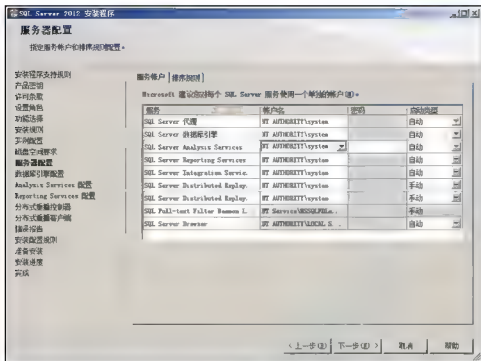 SQL Server 2012 安装程序
服务器配置
指定服务帐户和排序规则配置。
安装程序支持规则
产品密钥
许可条款
设置角色
功能选择
安装规则
实例配置
磁盘空间要求
服务器配置
数据库引擎配置
Analysis Services 配置
Reporting Services 配置
分布式重播控制器
分布式重播客户端
错误报告
安装配置规则
准备安装
安装进度
完成
服务帐户 排序规则
Microsoft 建议您对每个 SQL Server 服务使用一个单独的帐户(M)。
服务 帐户名 密码 启动类型
SQL Server 代理 NT AUTHORITY\system 自动
SQL Server 数据库引擎 NT AUTHORITY\system 自动
SQL Server Analysis Services NT AUTHORITY\system 自动
SQL Server Reporting Services NT AUTHORITY\system 自动
SQL Server Integration Servic. NT AUTHORITY\system 自动
SQL Server Distributed Replay. NT AUTHORITY\system 手动
SQL Server Distributed Replay. NT AUTHORITY\system 手动
SQL Full-text Filter Daemon L. NT Service\MSSQLFDLa.. 手动
SQL Server Browser NT AUTHORITY\LOCAL S.. 自动
< 上一步(B) 下一步(N) > 取消 帮助